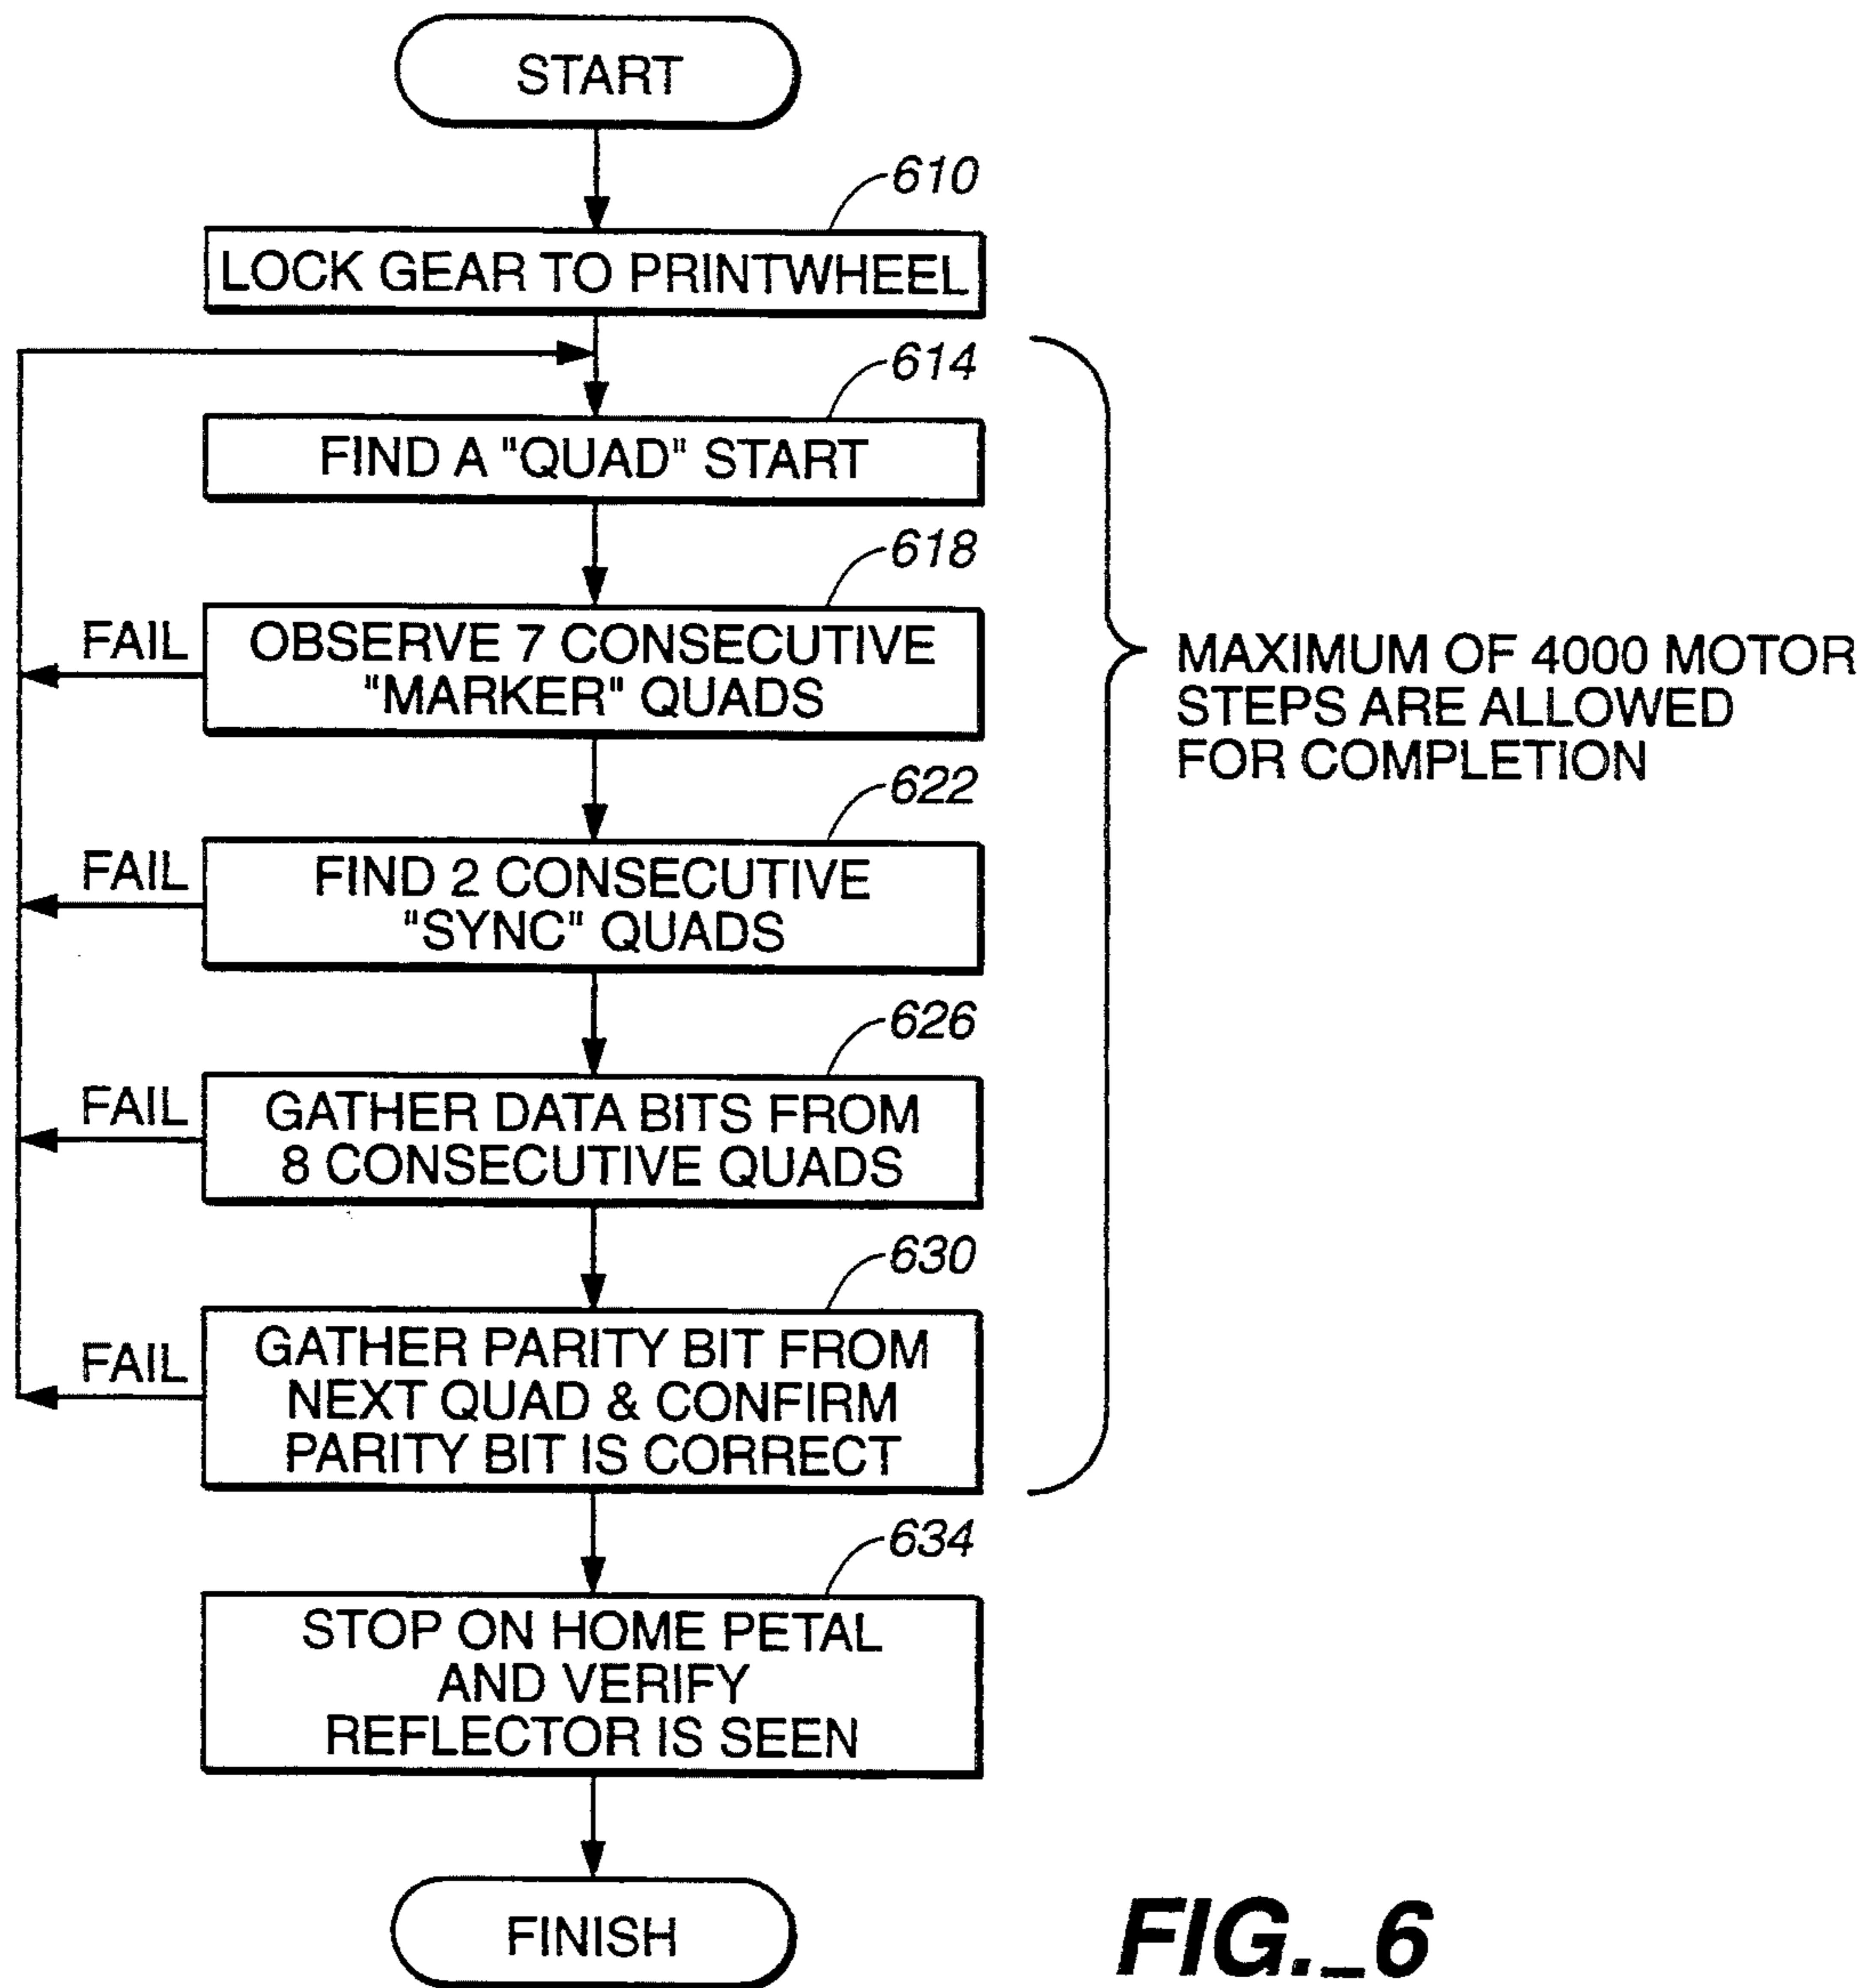 START
610
LOCK GEAR TO PRINTWHEEL
614
FIND A "QUAD" START
618
FAIL
OBSERVE 7 CONSECUTIVE
"MARKER" QUADS
MAXIMUM OF 4000 MOTOR
STEPS ARE ALLOWED
FOR COMPLETION
622
FAIL
FIND 2 CONSECUTIVE
"SYNC" QUADS
626
FAIL
GATHER DATA BITS FROM
8 CONSECUTIVE QUADS
630
FAIL
GATHER PARITY BIT FROM
NEXT QUAD & CONFIRM
PARITY BIT IS CORRECT
634
STOP ON HOME PETAL
AND VERIFY
REFLECTOR IS SEEN
FINISH
FIG._6